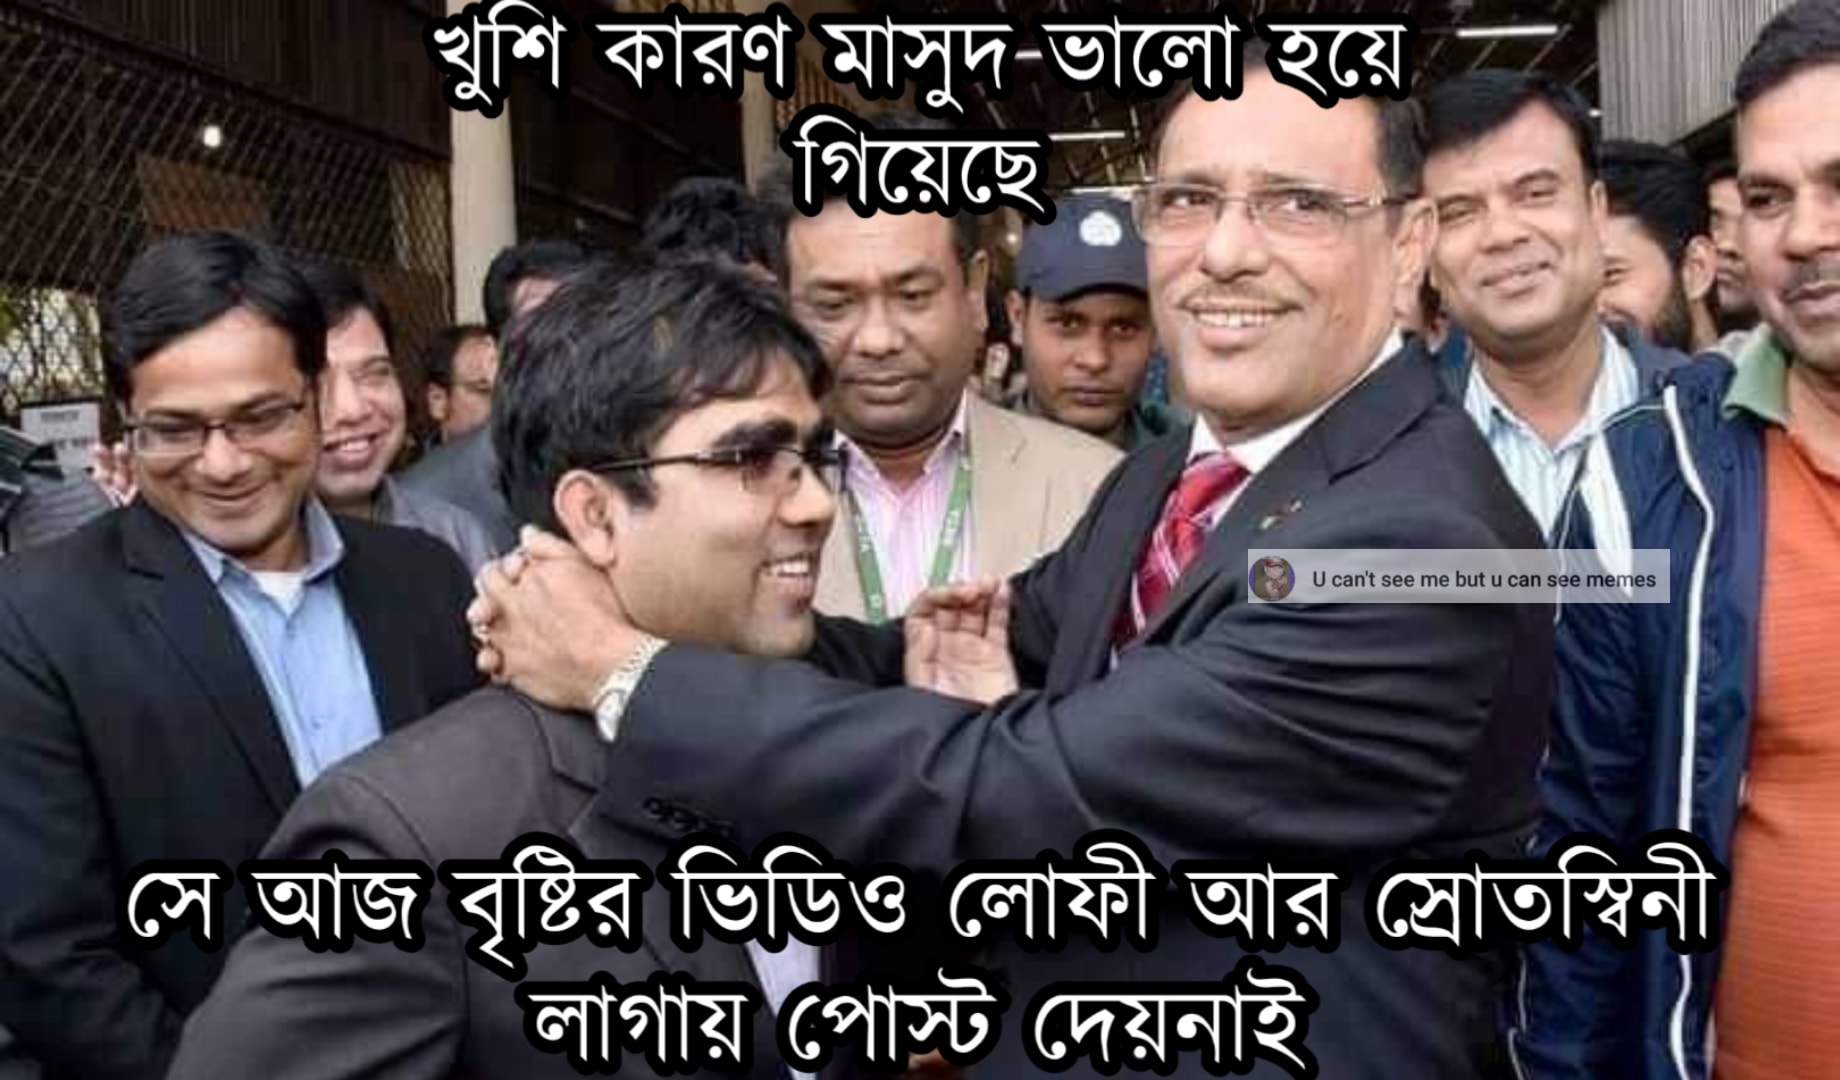 খুশি কারণ মাসুদ ভালো হয়ে
গিয়েছে
U can't see me but u can see memes
সে আজ বৃষ্টির ভিডিও লোফী আর স্রোতস্বিনী
লাগায় পোস্ট দেয়নাই